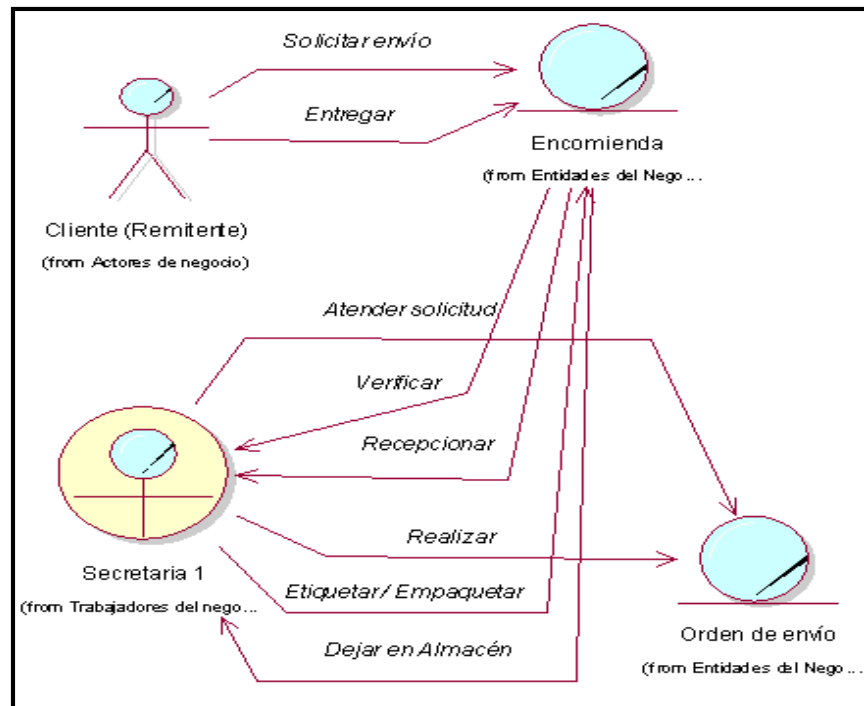 Solicitar envío
Entregar
Encomienda
(from Entidades del Nego...
Cliente (Remitente)
(from Actores de negocio)
Atender solicitud
Verificar
Recepcionar
Realizar
Secretaria 1
(from Trabajadores del nego...
Etiquetar / Empaquetar
Dejar en Almacén
Orden de envío
(from Entidades del Nego...